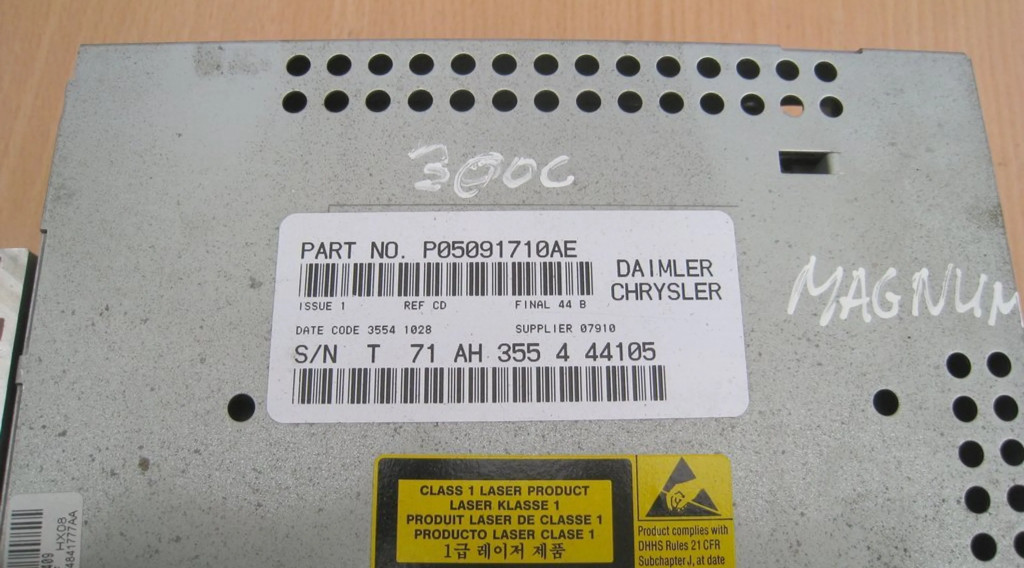 300C
PART NO. P05091710AE
DAIMLER
CHRYSLER
ISSUE 1 REF CD FINAL 44 B
DATE CODE 3554 1028 SUPPLIER 07910
S/N T 71 AH 355 4 44105
MAGNUM
CLASS 1 LASER PRODUCT
LASER KLASSE 1
PRODUIT LASER DE CLASSE 1
PRODUCTO LASER CLASE 1
1급 레이저 제품
Product complies with
DHHS Rules 21 CFR
Subchapter J, at date
HX08
4841777AA
409